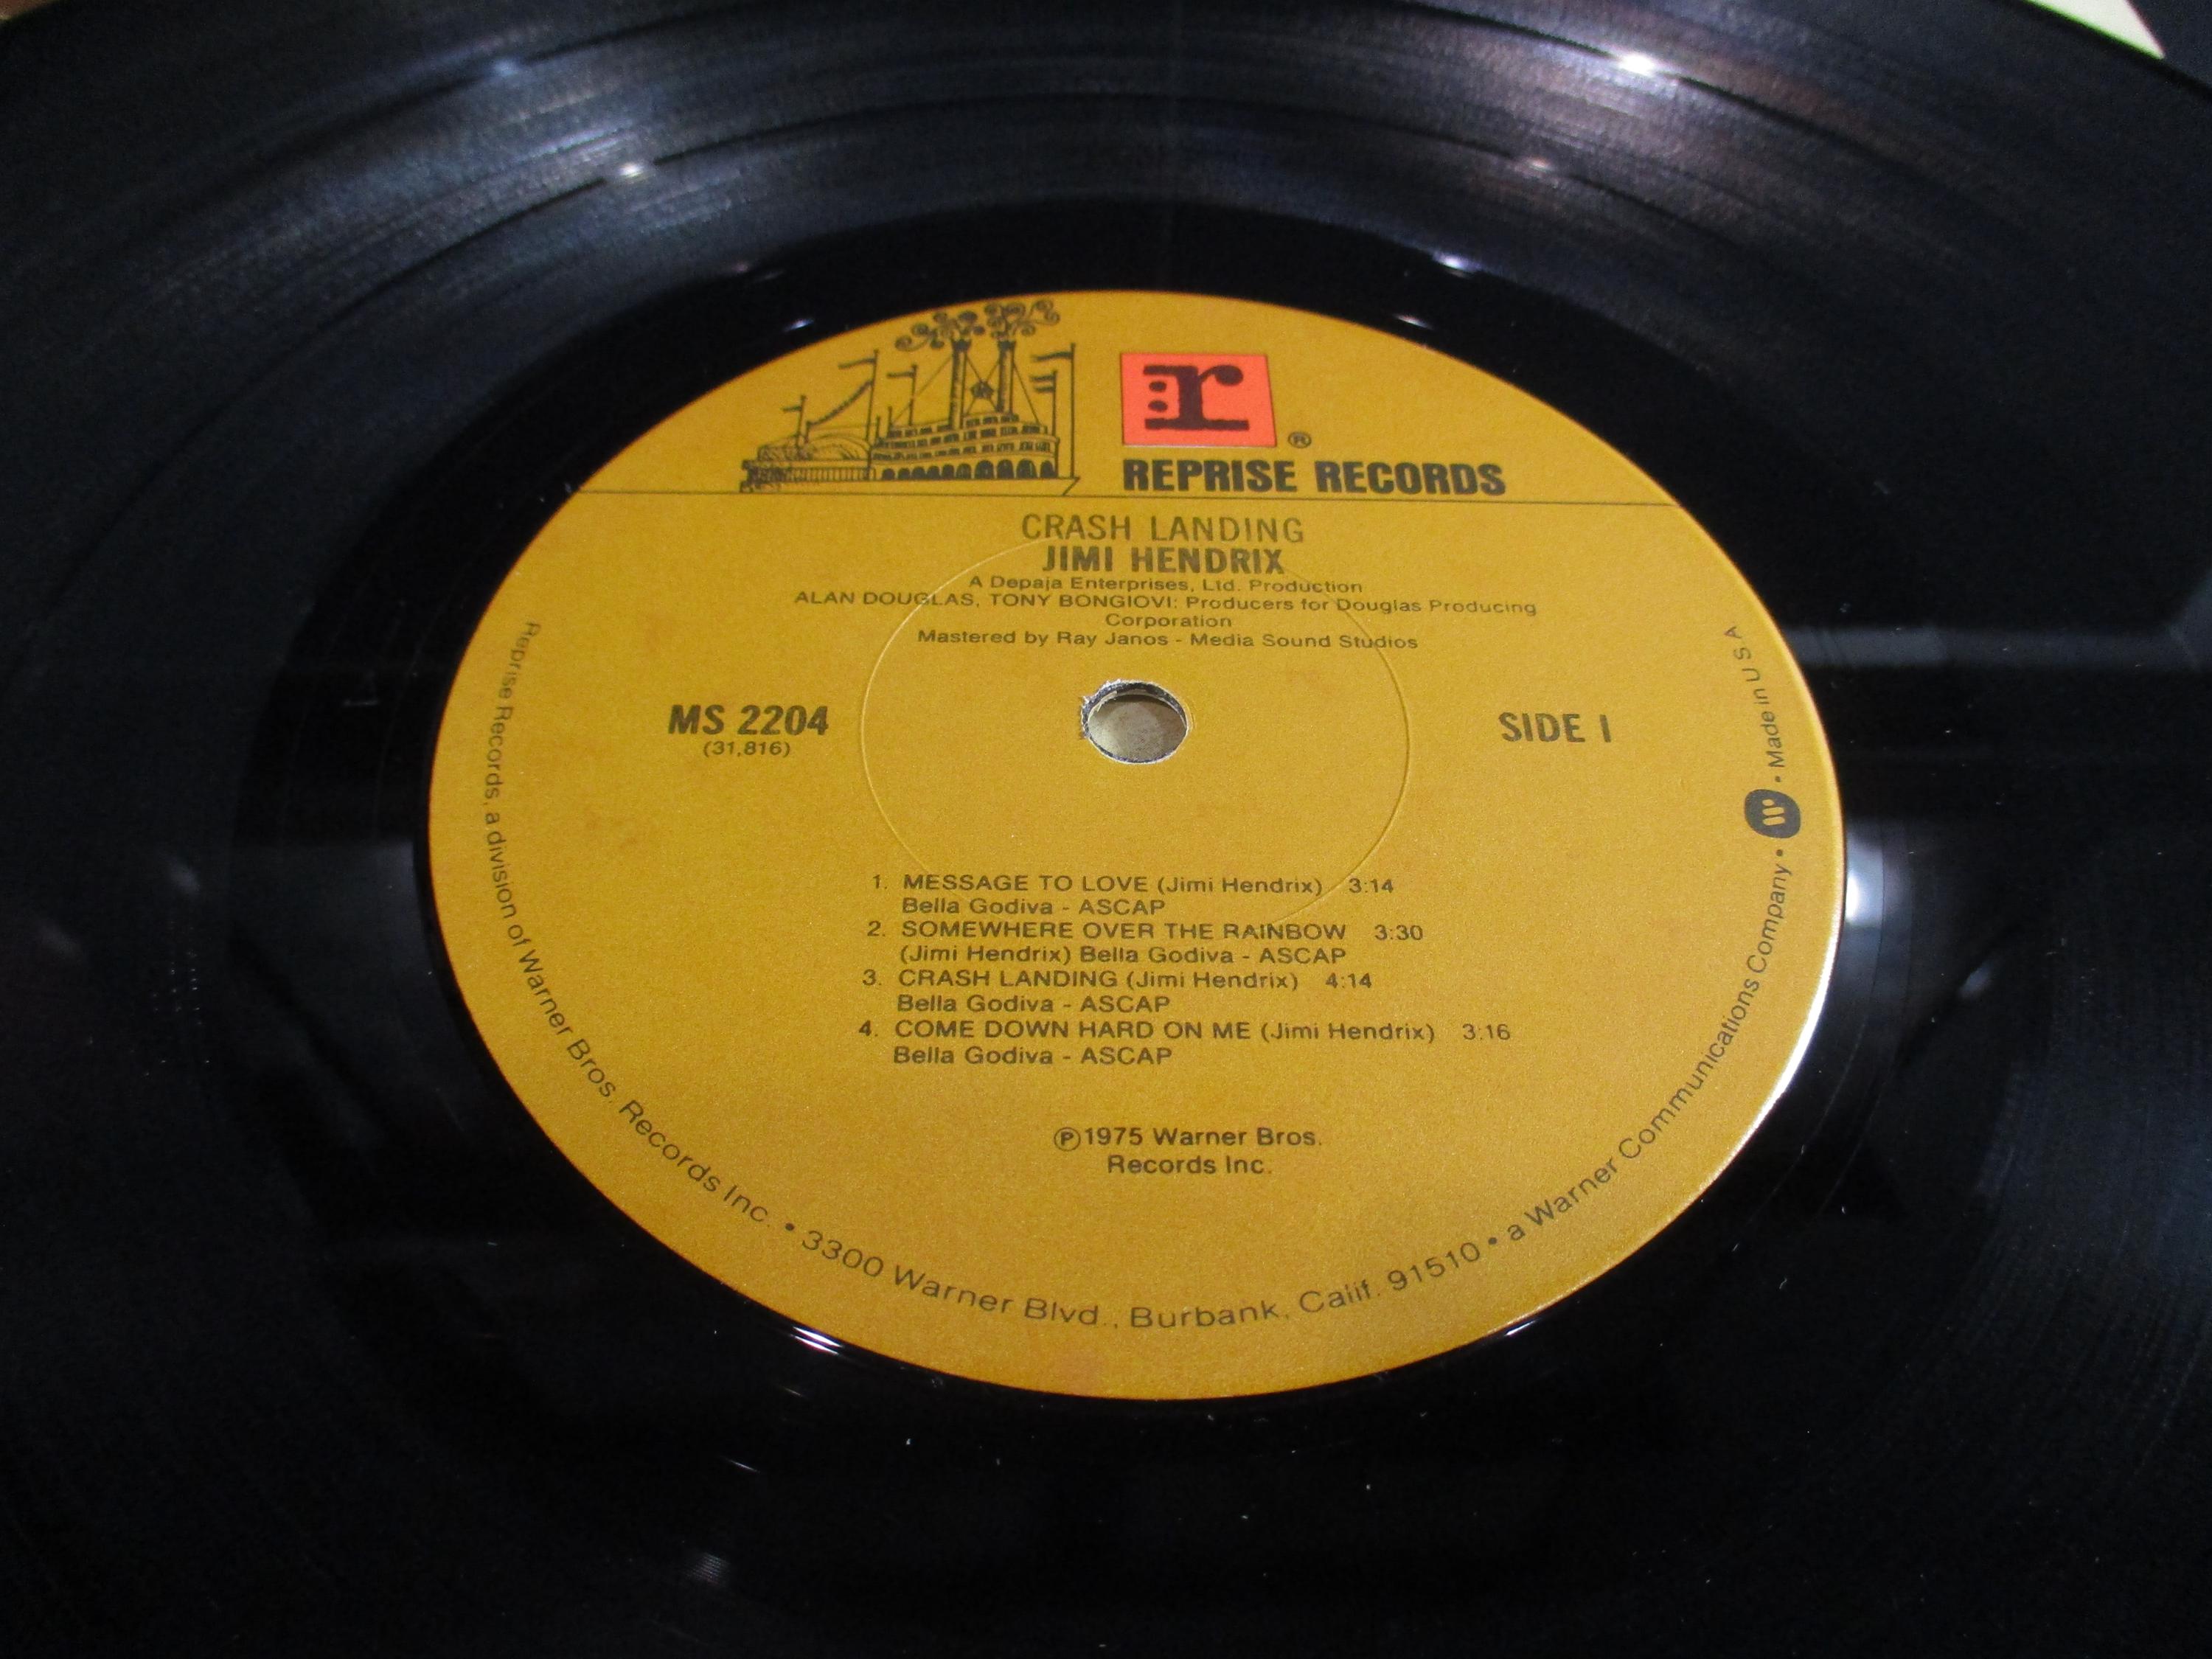 r
®
REPRISE RECORDS
CRASH LANDING
JIMI HENDRIX
A Depaja Enterprises, Ltd. Production
ALAN DOUGLAS, TONY BONGIOVI: Producers for Douglas Producing
Corporation
Mastered by Ray Janos - Media Sound Studios
MS 2204
(31,816)
SIDE 1
1. MESSAGE TO LOVE (Jimi Hendrix) 3:14
Bella Godiva - ASCAP
2. SOMEWHERE OVER THE RAINBOW 3:30
(Jimi Hendrix) Bella Godiva - ASCAP
3. CRASH LANDING (Jimi Hendrix) 4:14
Bella Godiva - ASCAP
4. COME DOWN HARD ON ME (Jimi Hendrix) 3:16
Bella Godiva - ASCAP
℗1975 Warner Bros.
Records Inc.
Reprise Records, a division of Warner Bros. Records Inc. • 3300 Warner Blvd., Burbank, Calif. 91510 • a Warner Communications Company • W • Made in U S A